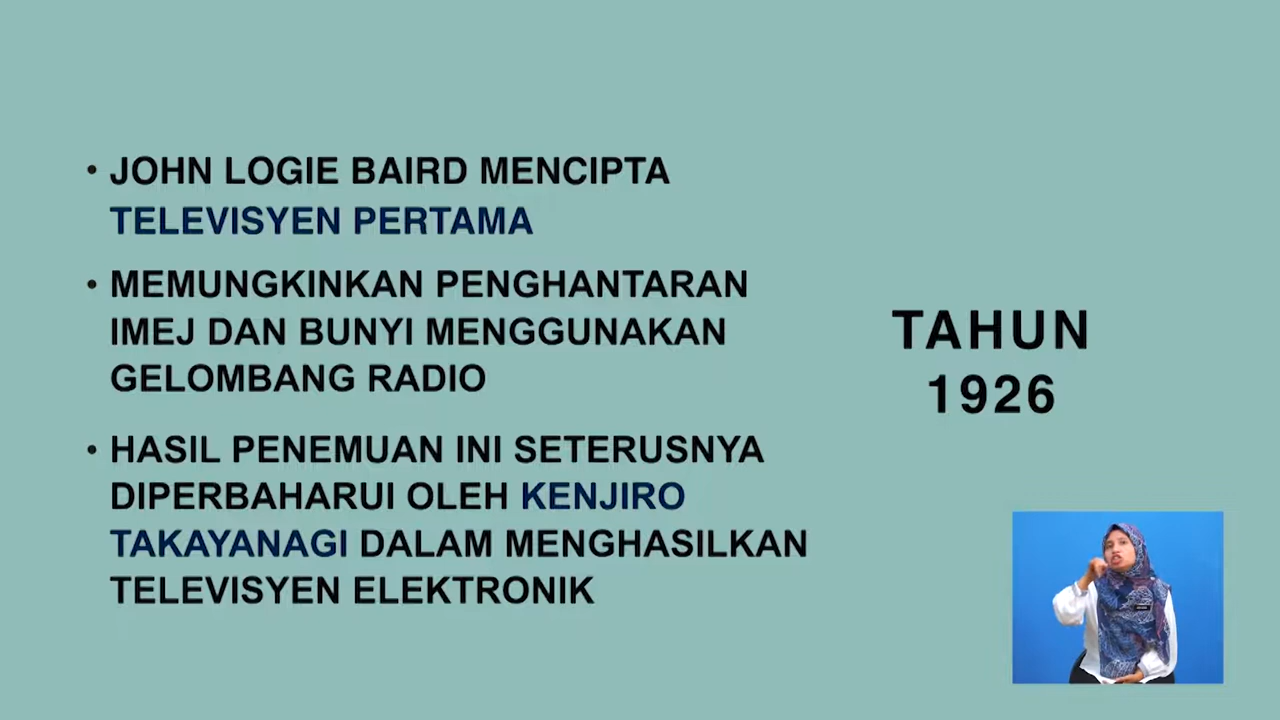 • JOHN LOGIE BAIRD MENCIPTA
TELEVISYEN PERTAMA
• MEMUNGKINKAN PENGHANTARAN
IMEJ DAN BUNYI MENGGUNAKAN
GELOMBANG RADIO
• HASIL PENEMUAN INI SETERUSNYA
DIPERBAHARUI OLEH KENJIRO
TAKAYANAGI DALAM MENGHASILKAN
TELEVISYEN ELEKTRONIK
TAHUN
1926